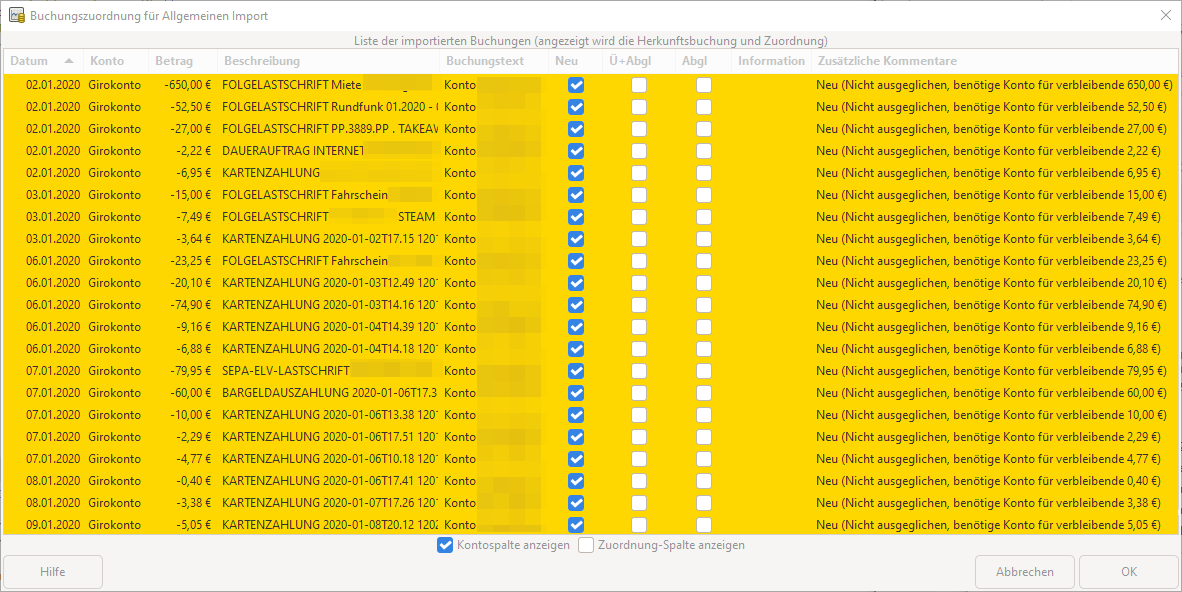 Buchungszuordnung für Allgemeinen Import
Liste der importierten Buchungen (angezeigt wird die Herkunftsbuchung und Zuordnung)
Datum Konto Betrag Beschreibung Buchungstext Neu Ü+Abgl Abgl Information Zusätzliche Kommentare
02.01.2020 Girokonto -650,00 € FOLGELASTSCHRIFT Miete Konto Neu (Nicht ausgeglichen, benötige Konto für verbleibende 650,00 €)
02.01.2020 Girokonto -52,50 € FOLGELASTSCHRIFT Rundfunk 01.2020 - Konto Neu (Nicht ausgeglichen, benötige Konto für verbleibende 52,50 €)
02.01.2020 Girokonto -27,00 € FOLGELASTSCHRIFT PP.3889.PP . TAKEAW Konto Neu (Nicht ausgeglichen, benötige Konto für verbleibende 27,00 €)
02.01.2020 Girokonto -2,22 € DAUERAUFTRAG INTERNET Konto Neu (Nicht ausgeglichen, benötige Konto für verbleibende 2,22 €)
02.01.2020 Girokonto -6,95 € KARTENZAHLUNG Konto Neu (Nicht ausgeglichen, benötige Konto für verbleibende 6,95 €)
03.01.2020 Girokonto -15,00 € FOLGELASTSCHRIFT Fahrschein Konto Neu (Nicht ausgeglichen, benötige Konto für verbleibende 15,00 €)
03.01.2020 Girokonto -7,49 € FOLGELASTSCHRIFT STEAM Konto Neu (Nicht ausgeglichen, benötige Konto für verbleibende 7,49 €)
03.01.2020 Girokonto -3,64 € KARTENZAHLUNG 2020-01-02T17.15 120 Konto Neu (Nicht ausgeglichen, benötige Konto für verbleibende 3,64 €)
06.01.2020 Girokonto -23,25 € FOLGELASTSCHRIFT Fahrschein Konto Neu (Nicht ausgeglichen, benötige Konto für verbleibende 23,25 €)
06.01.2020 Girokonto -20,10 € KARTENZAHLUNG 2020-01-03T12.49 120 Konto Neu (Nicht ausgeglichen, benötige Konto für verbleibende 20,10 €)
06.01.2020 Girokonto -74,90 € KARTENZAHLUNG 2020-01-03T14.16 120 Konto Neu (Nicht ausgeglichen, benötige Konto für verbleibende 74,90 €)
06.01.2020 Girokonto -9,16 € KARTENZAHLUNG 2020-01-04T14.39 120 Konto Neu (Nicht ausgeglichen, benötige Konto für verbleibende 9,16 €)
06.01.2020 Girokonto -6,88 € KARTENZAHLUNG 2020-01-04T14.18 120 Konto Neu (Nicht ausgeglichen, benötige Konto für verbleibende 6,88 €)
07.01.2020 Girokonto -79,95 € SEPA-ELV-LASTSCHRIFT Konto Neu (Nicht ausgeglichen, benötige Konto für verbleibende 79,95 €)
07.01.2020 Girokonto -60,00 € BARGELDAUSZAHLUNG 2020-01-06T17.3 Konto Neu (Nicht ausgeglichen, benötige Konto für verbleibende 60,00 €)
07.01.2020 Girokonto -10,00 € KARTENZAHLUNG 2020-01-06T13.38 120 Konto Neu (Nicht ausgeglichen, benötige Konto für verbleibende 10,00 €)
07.01.2020 Girokonto -2,29 € KARTENZAHLUNG 2020-01-06T17.51 120 Konto Neu (Nicht ausgeglichen, benötige Konto für verbleibende 2,29 €)
07.01.2020 Girokonto -4,77 € KARTENZAHLUNG 2020-01-06T10.18 120 Konto Neu (Nicht ausgeglichen, benötige Konto für verbleibende 4,77 €)
08.01.2020 Girokonto -0,40 € KARTENZAHLUNG 2020-01-06T17.41 120 Konto Neu (Nicht ausgeglichen, benötige Konto für verbleibende 0,40 €)
08.01.2020 Girokonto -3,38 € KARTENZAHLUNG 2020-01-07T17.26 120 Konto Neu (Nicht ausgeglichen, benötige Konto für verbleibende 3,38 €)
09.01.2020 Girokonto -5,05 € KARTENZAHLUNG 2020-01-08T20.12 1202 Konto Neu (Nicht ausgeglichen, benötige Konto für verbleibende 5,05 €)
Kontospalte anzeigen Zuordnung-Spalte anzeigen
Hilfe Abbrechen OK